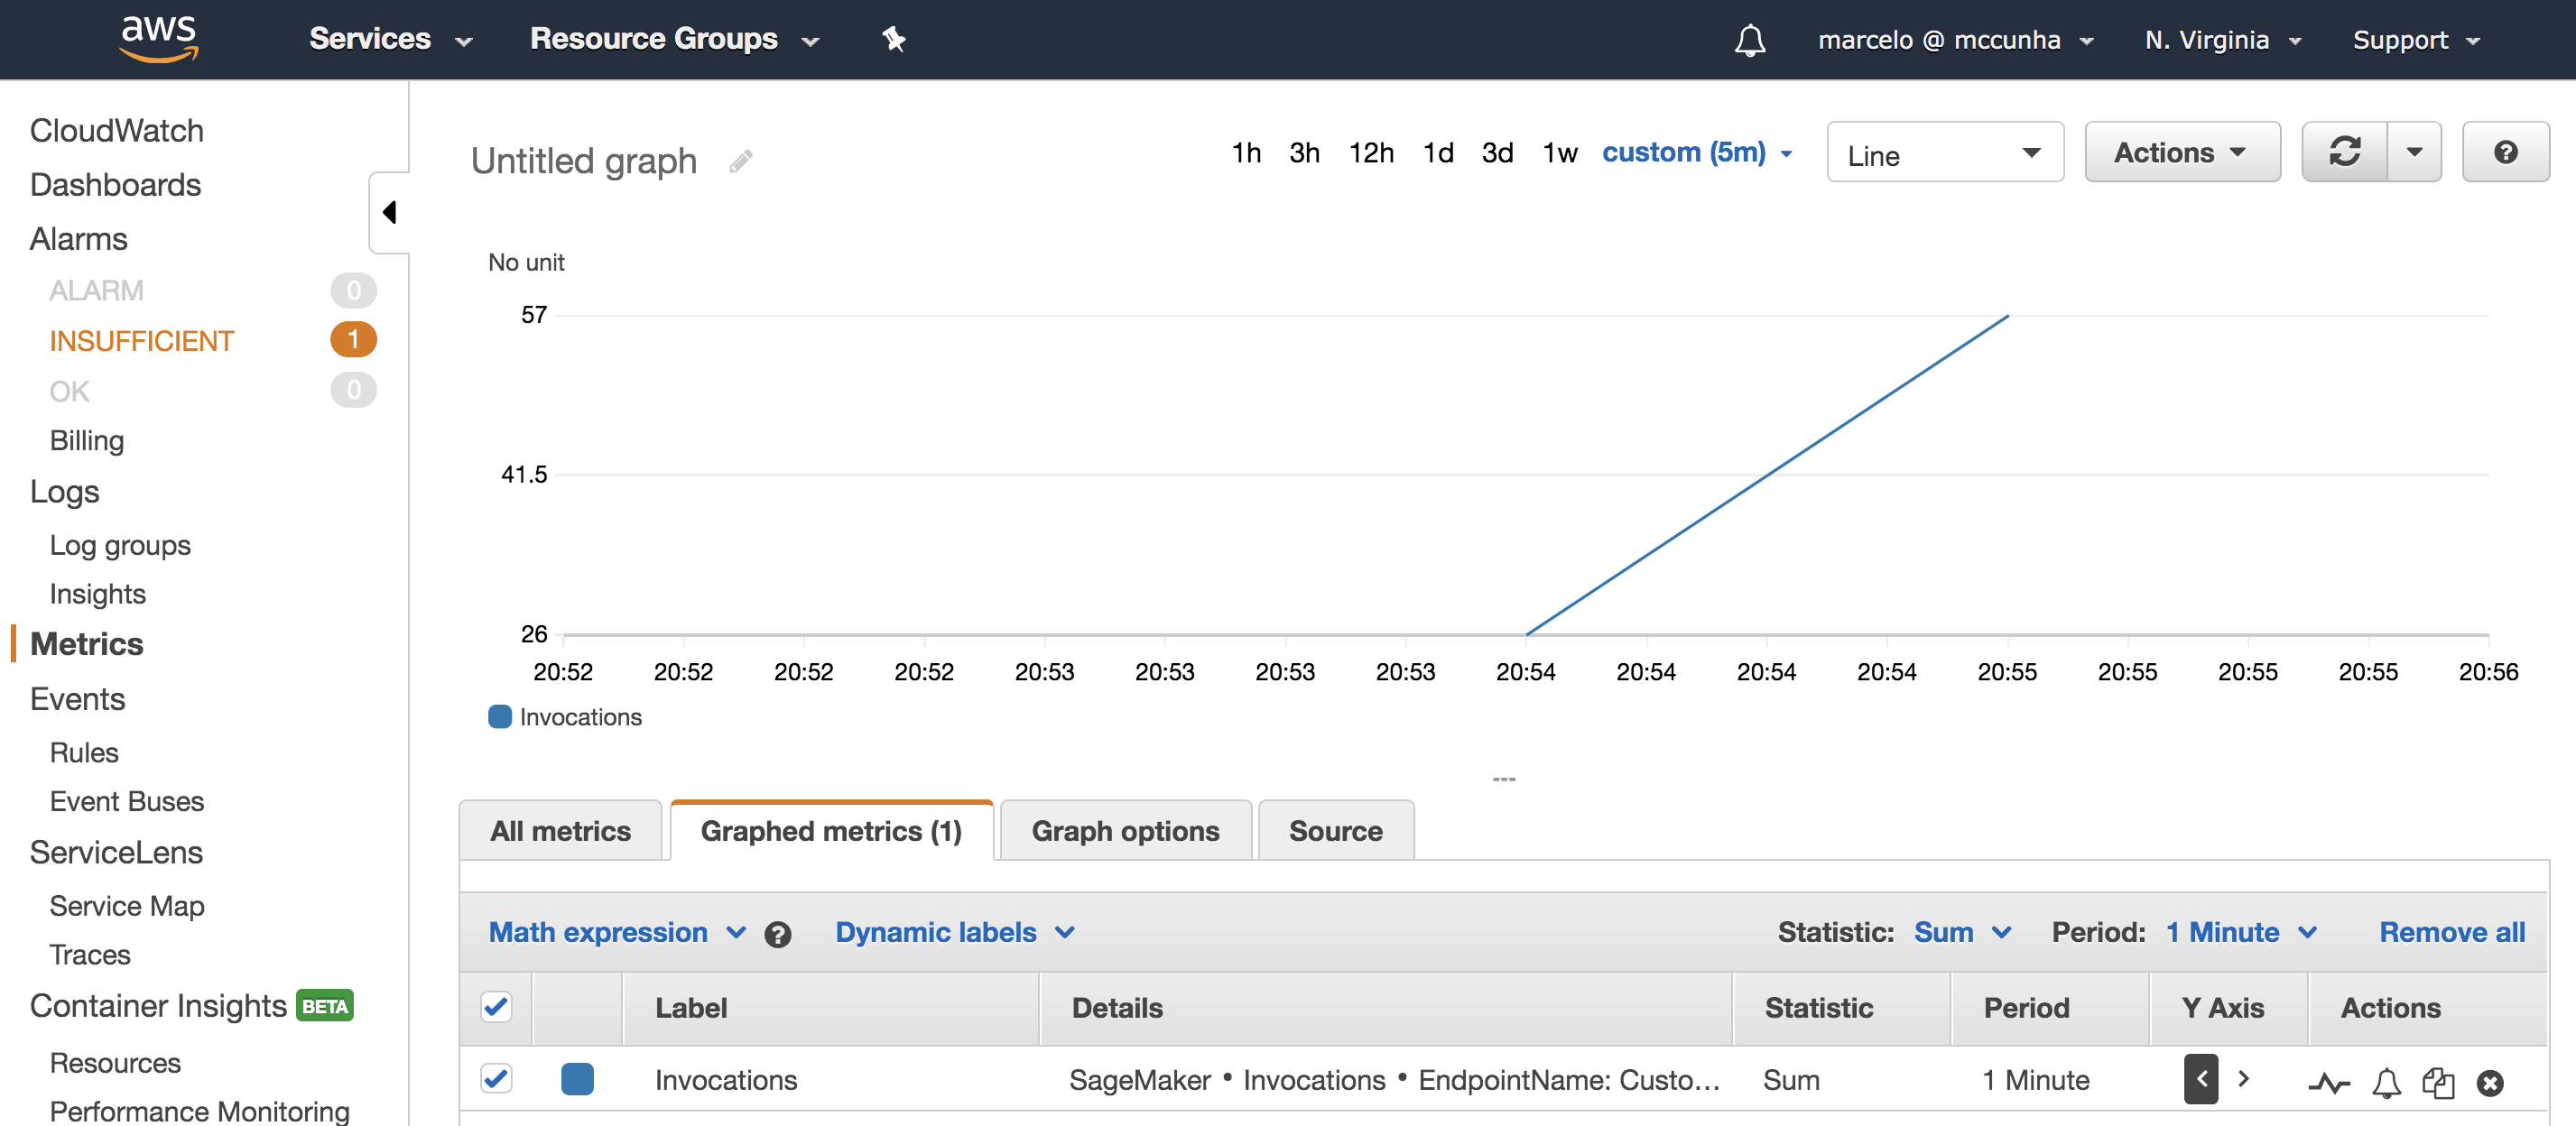 aws Services Resource Groups marcelo @ mccunha N. Virginia Support
CloudWatch
Dashboards
Alarms
ALARM 0
INSUFFICIENT 1
OK 0
Billing
Logs
Log groups
Insights
Metrics
Events
Rules
Event Buses
ServiceLens
Service Map
Traces
Container Insights BETA
Resources
Performance Monitoring
Untitled graph 1h 3h 12h 1d 3d 1w custom (5m) Line Actions ?
No unit
57
41.5
26
20:52 20:52 20:52 20:52 20:53 20:53 20:53 20:53 20:54 20:54 20:54 20:54 20:55 20:55 20:55 20:55 20:56
Invocations
All metrics Graphed metrics (1) Graph options Source
Math expression ? Dynamic labels Statistic: Sum Period: 1 Minute Remove all
Label Details Statistic Period Y Axis Actions
Invocations SageMaker • Invocations • EndpointName: Custo... Sum 1 Minute